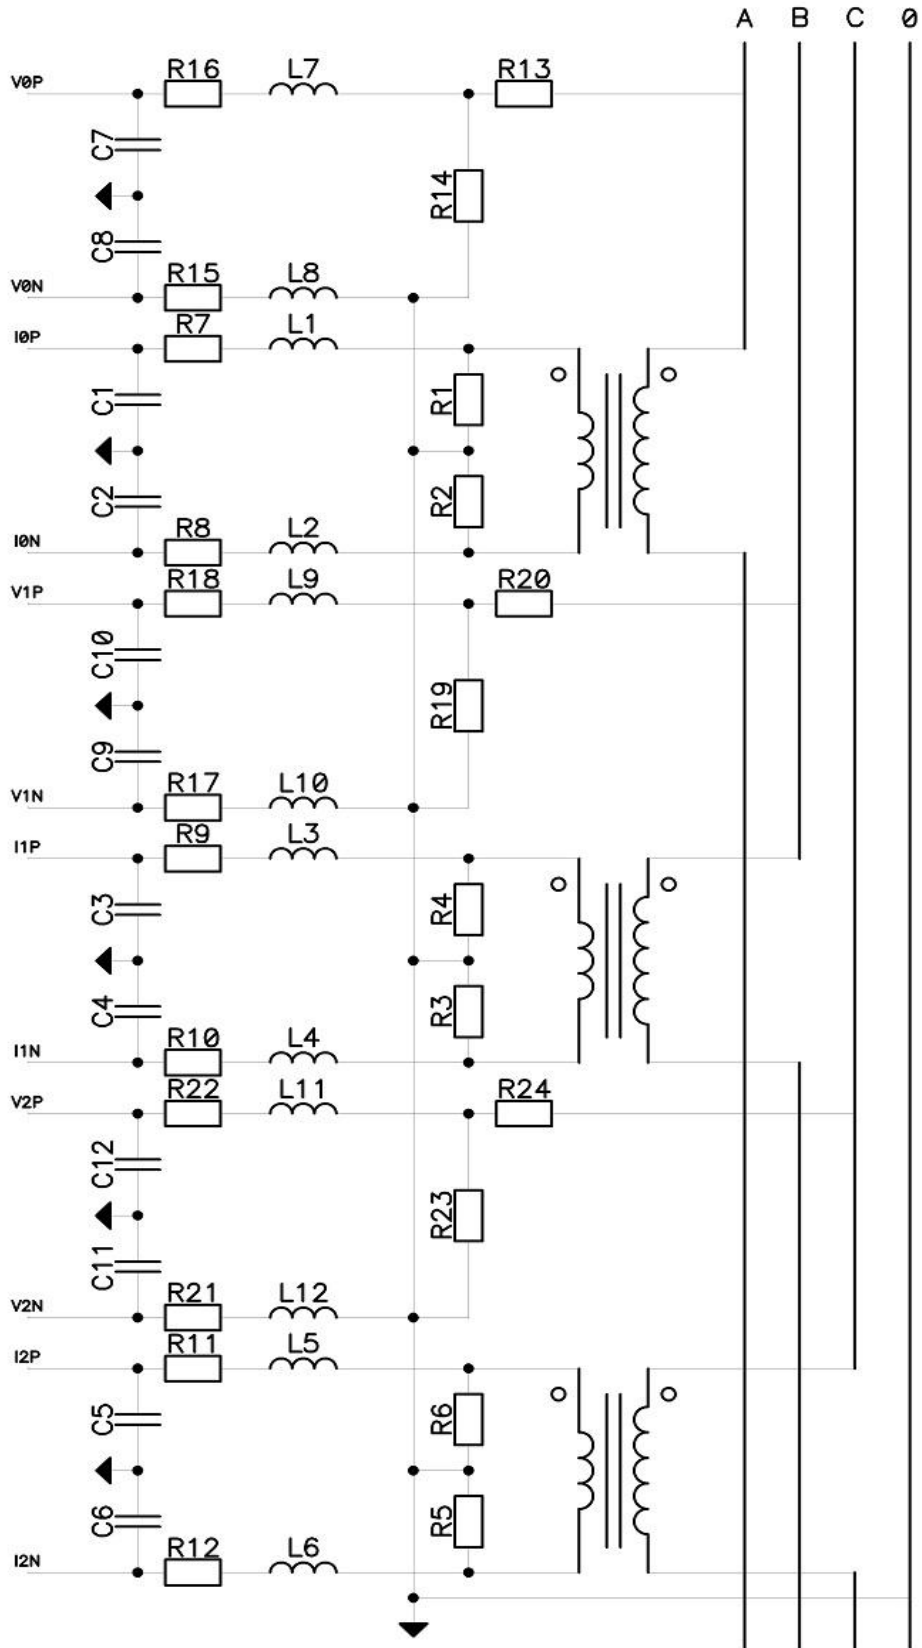 A B C 0
R16 L7 R13
V0P
C7
R14
C8
R15 L8
V0N
R7 L1
I0P
C1 R1
C2 R2
R8 L2
I0N
R18 L9 R20
V1P
C10
R19
C9
R17 L10
V1N
R9 L3
I1P
C3 R4
C4 R3
R10 L4
I1N
R22 L11 R24
V2P
C12
R23
C11
R21 L12
V2N
R11 L5
I2P
C5 R6
C6 R5
R12 L6
I2N